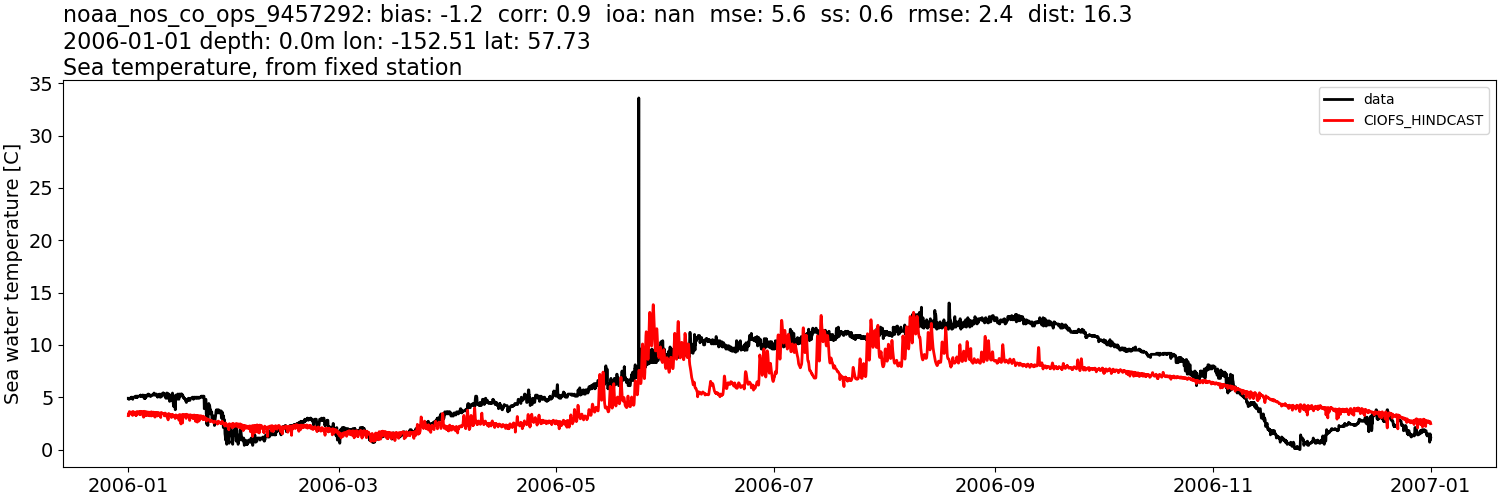 noaa_nos_co_ops_9457292: bias: -1.2  corr: 0.9  ioa: nan  mse: 5.6  ss: 0.6  rmse: 2.4  dist: 16.3
2006-01-01 depth: 0.0m lon: -152.51 lat: 57.73
Sea temperature, from fixed station
35
30
25
20
15
10
5
0
Sea water temperature [C]
data
CIOFS_HINDCAST
2006-01
2006-03
2006-05
2006-07
2006-09
2006-11
2007-01